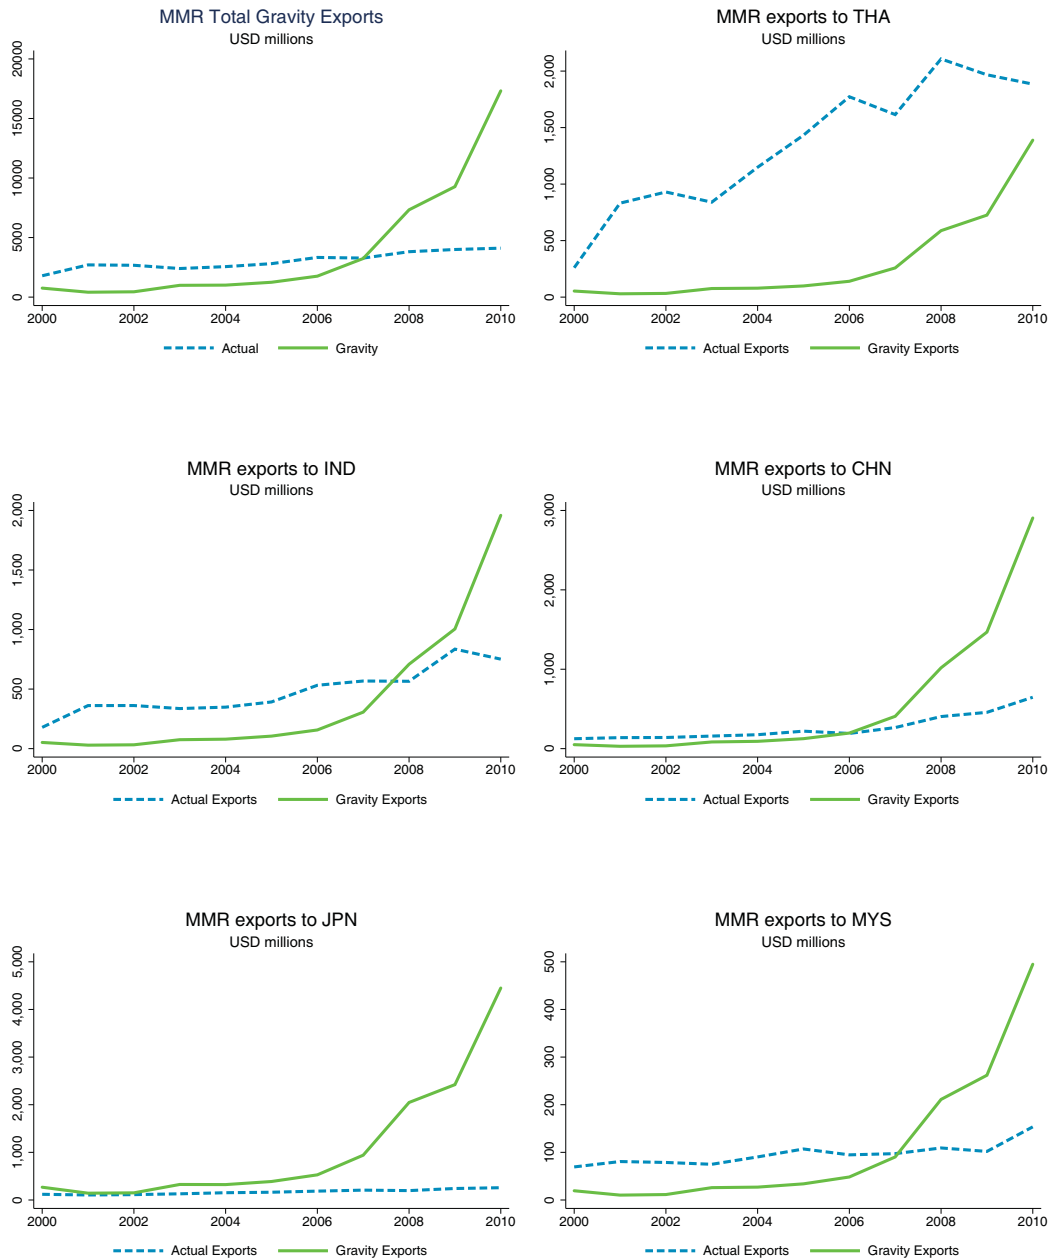 MMR Total Gravity Exports
USD millions
20000
15000
10000
5000
0
2000 2002 2004 2006 2008 2010
Actual Gravity
MMR exports to THA
USD millions
2,000
1,500
1,000
500
0
2000 2002 2004 2006 2008 2010
Actual Exports Gravity Exports
MMR exports to IND
USD millions
2,000
1,500
1,000
500
0
2000 2002 2004 2006 2008 2010
Actual Exports Gravity Exports
MMR exports to CHN
USD millions
3,000
2,000
1,000
0
2000 2002 2004 2006 2008 2010
Actual Exports Gravity Exports
MMR exports to JPN
USD millions
5,000
4,000
3,000
2,000
1,000
0
2000 2002 2004 2006 2008 2010
Actual Exports Gravity Exports
MMR exports to MYS
USD millions
500
400
300
200
100
0
2000 2002 2004 2006 2008 2010
Actual Exports Gravity Exports